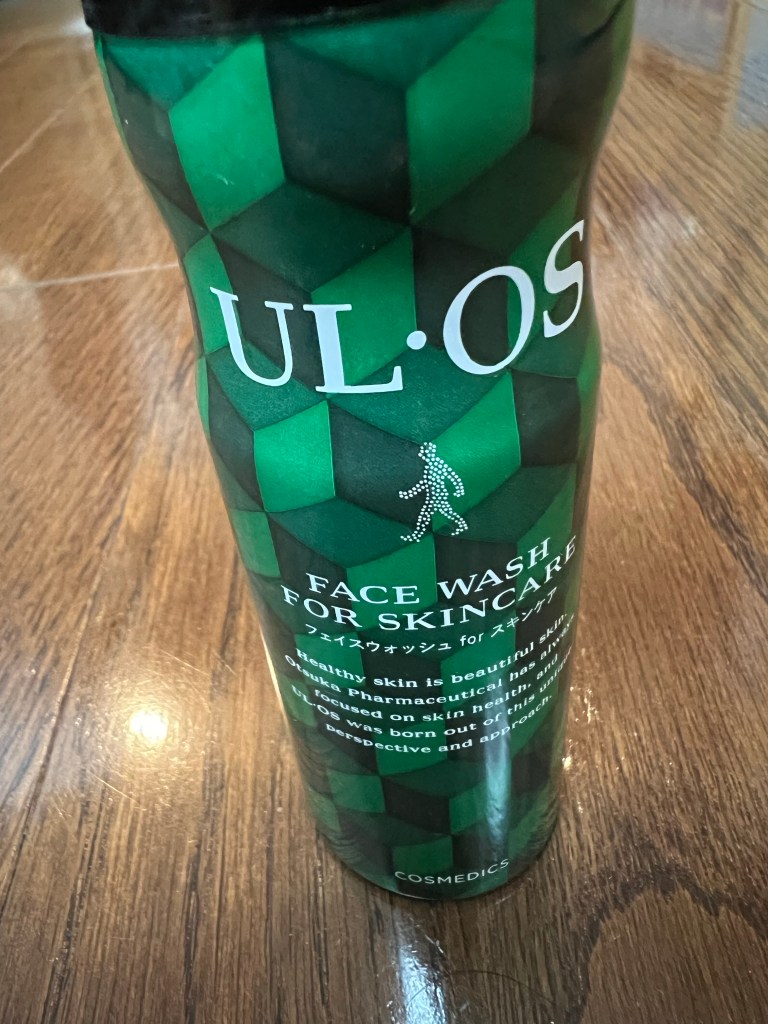 UL·OS
FACE WASH
FOR SKINCARE
フェイスウォッシュ for スキンケア
Healthy skin is beautiful skin.
Otsuka Pharmaceutical has always
focused on skin health, and
UL·OS was born out of this unique
perspective and approach.
COSMEDICS